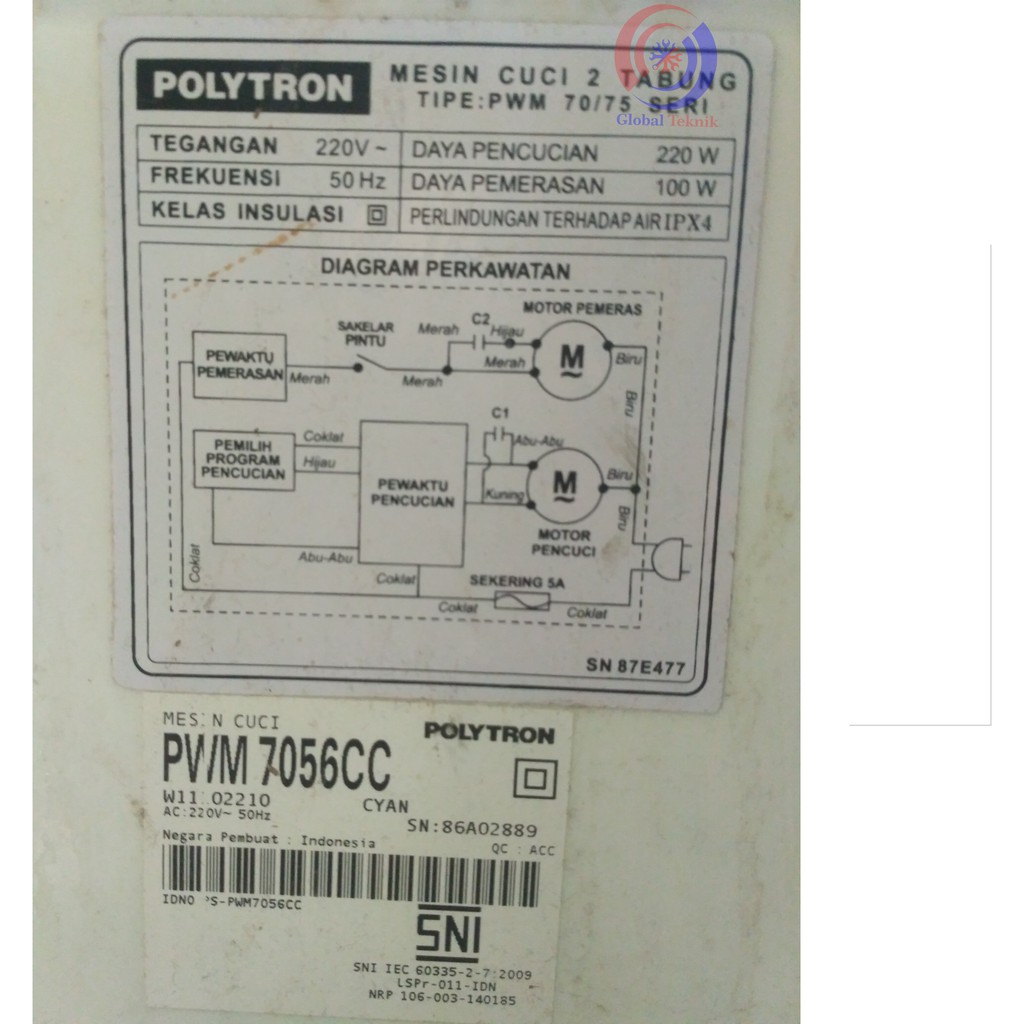 POLYTRON
MESIN CUCI 2 TABUNG
TIPE:PWM 70/75 SERI
Global Teknik
TEGANGAN 220V ~ DAYA PENCUCIAN 220 W
FREKUENSI 50 Hz DAYA PEMERASAN 100 W
KELAS INSULASI PERLINDUNGAN TERHADAP AIR IPX4
DIAGRAM PERKAWATAN
MOTOR PEMERAS
SAKELAR
PINTU
Merah
C2
Hijau
M
~
PEWAKTU
PEMERASAN
Merah
Merah
Merah
Biru
Biru
C1
Abu-Abu
PEMILIH
PROGRAM
PENCUCIAN
Coklat
Hijau
PEWAKTU
PENCUCIAN
Kuning
M
~
Biru
Biru
MOTOR
PENCUCI
Abu-Abu
Coklat
Coklat
SEKERING 5A
Coklat
Coklat
SN 87E477
MES:N CUCI
POLYTRON
PWM 7056CC
W11:02210
CYAN
AC:220V~ 50Hz
SN:86A02889
Negara Pembuat : Indonesia
QC : ACC
IDNO 'S-PWM7056CC
SNI
SNI IEC 60335-2-7:2009
LSPr-011-IDN
NRP 106-003-140185